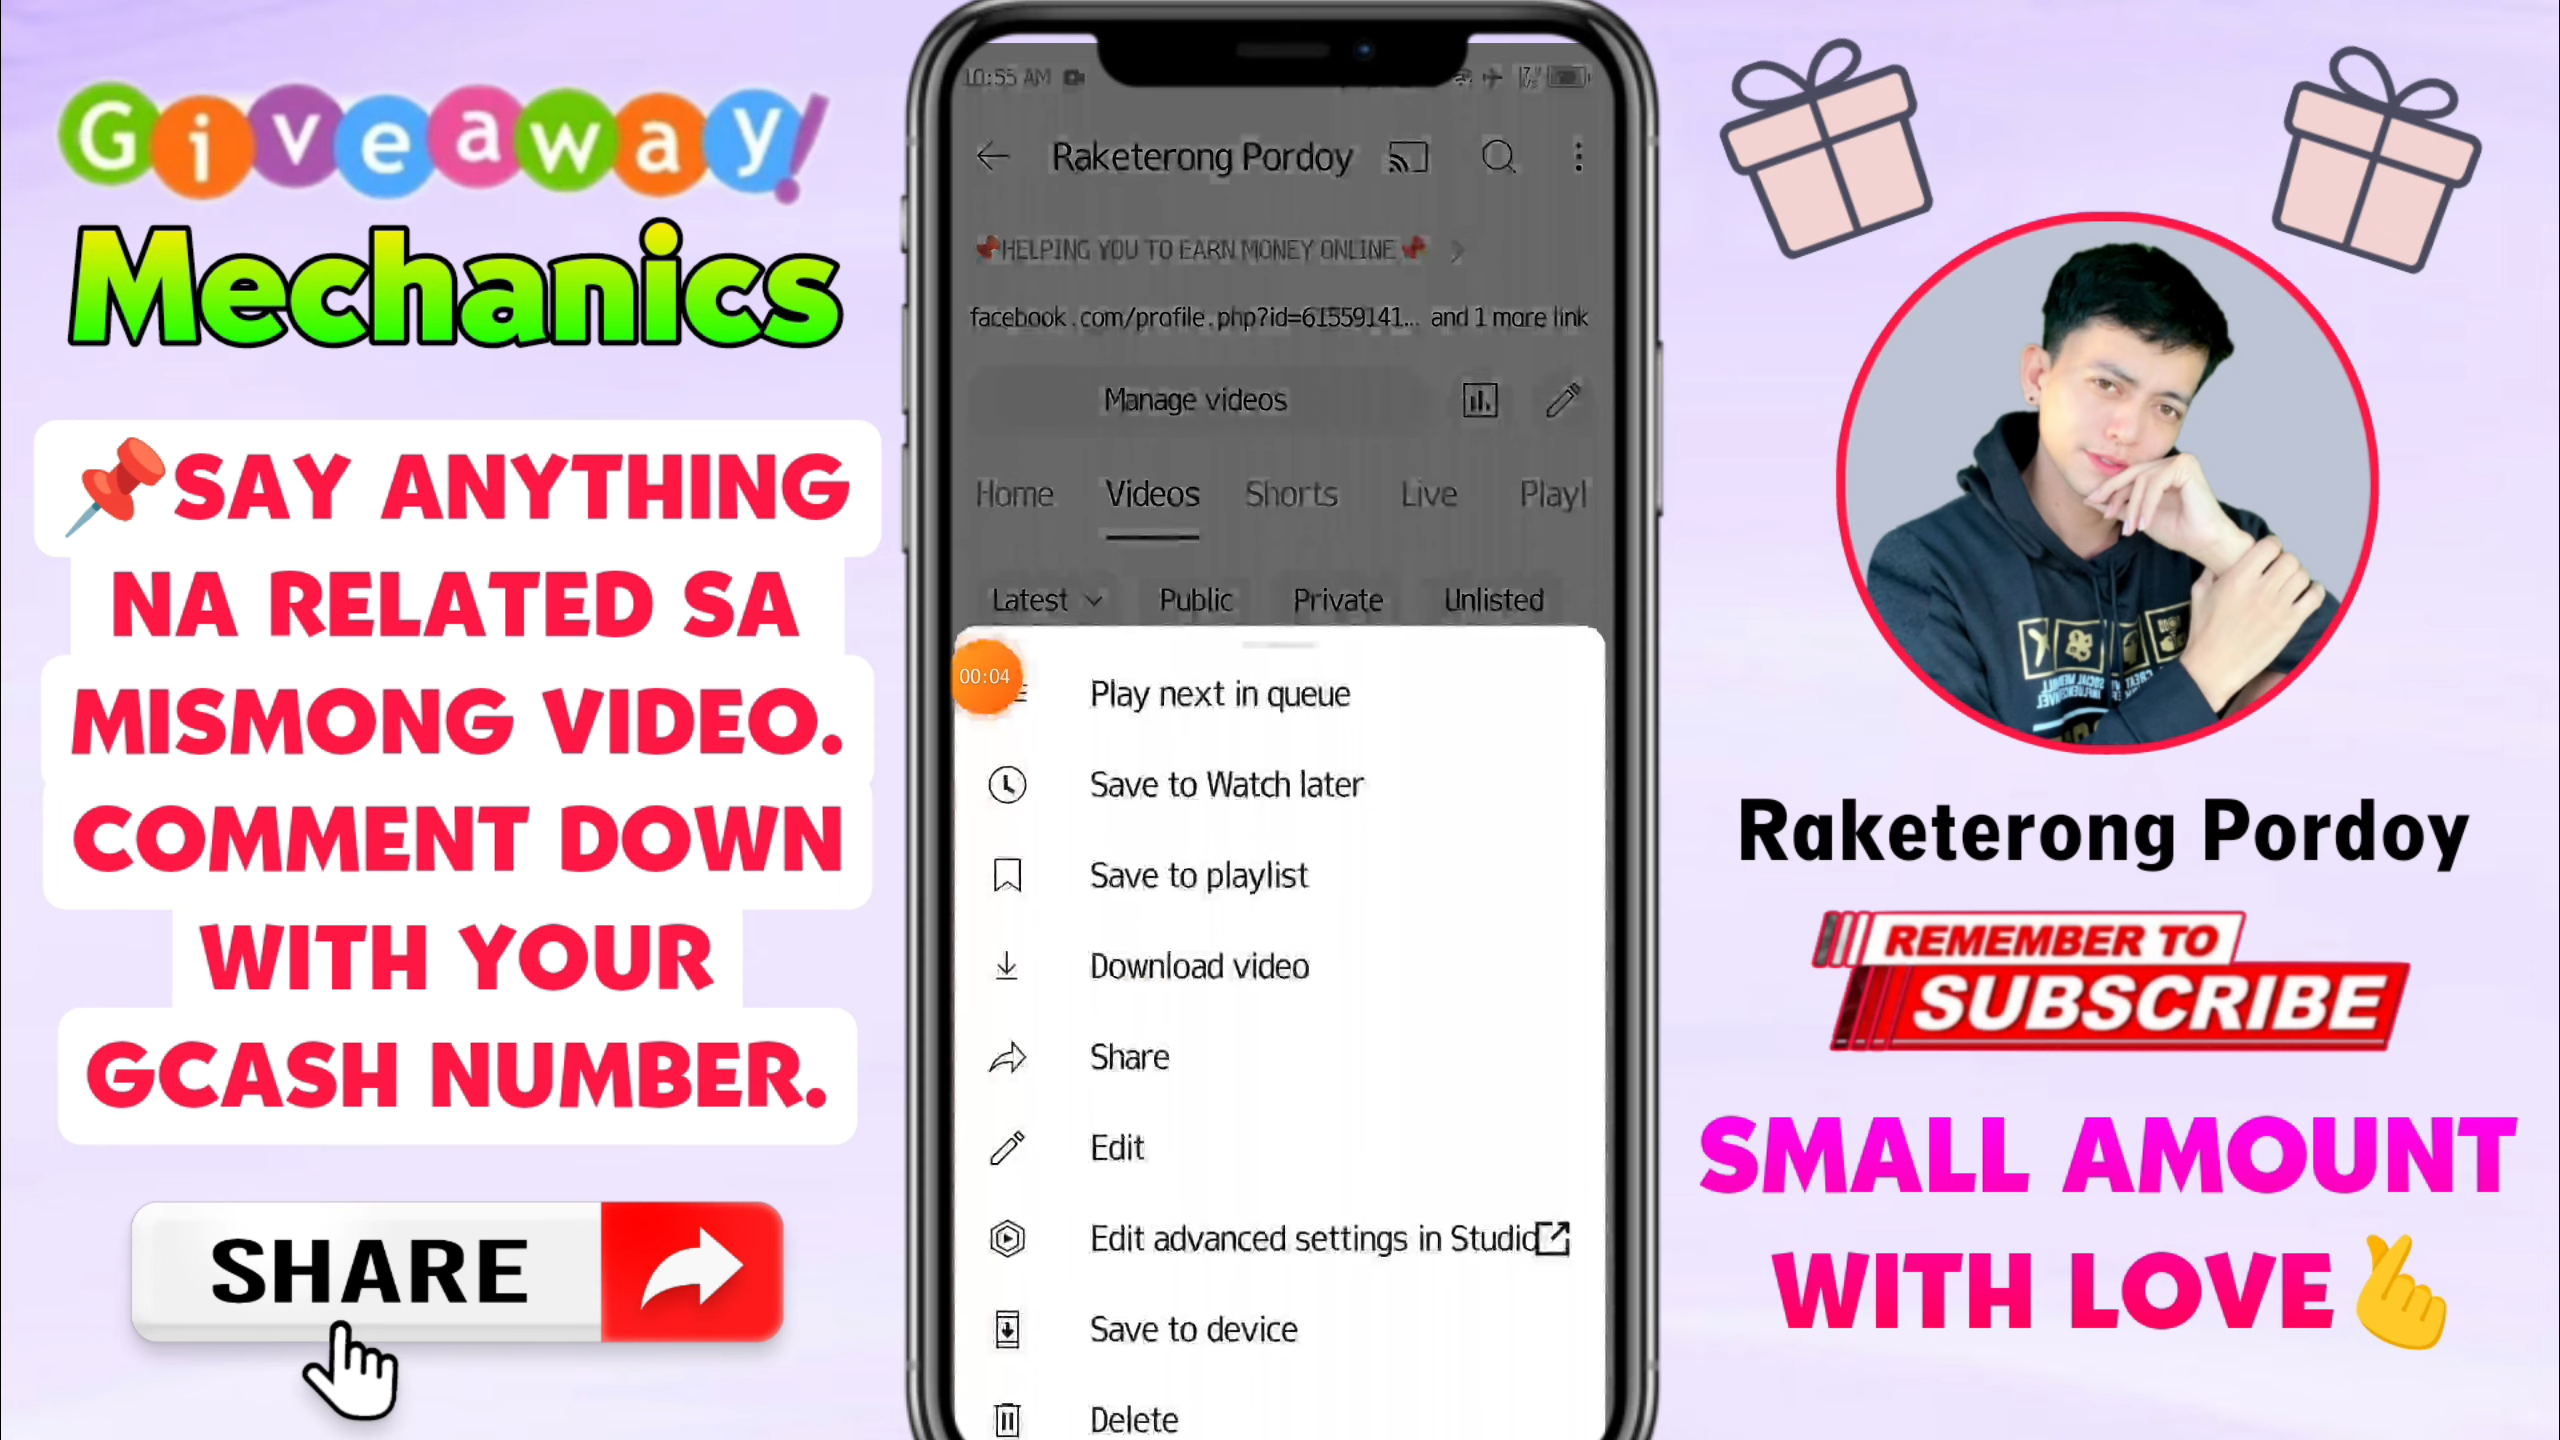 Giveaway!
Mechanics
📌SAY ANYTHING
NA RELATED SA
MISMONG VIDEO.
COMMENT DOWN
WITH YOUR
GCASH NUMBER.
SHARE
10:55 AM
Raketerong Pordoy
📌HELPING YOU TO EARN MONEY ONLINE📌
facebook.com/profile.php?id=61559141... and 1 more link
Manage videos
Home Videos Shorts Live Playl
Latest Public Private Unlisted
00:04
Play next in queue
Save to Watch later
Save to playlist
Download video
Share
Edit
Edit advanced settings in Studio
Save to device
Delete
Raketerong Pordoy
REMEMBER TO
SUBSCRIBE
SMALL AMOUNT
WITH LOVE🫰